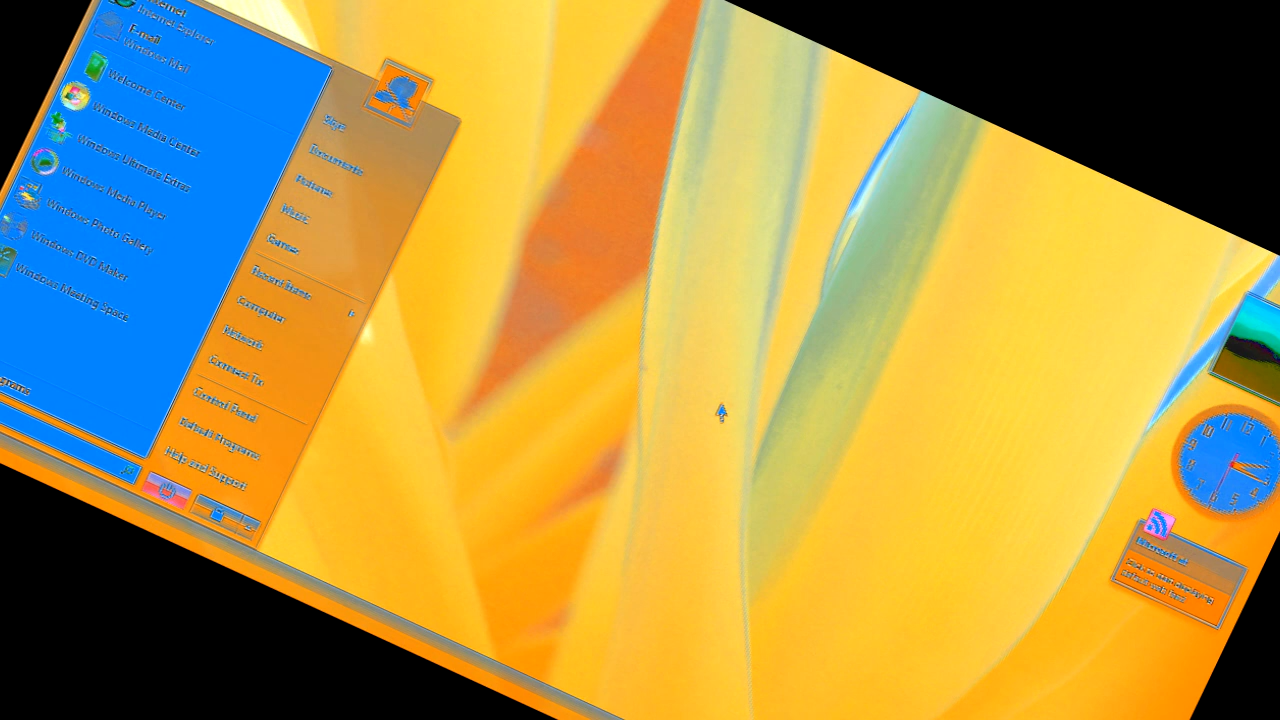 Internet
Internet Explorer
E-mail
Windows Mail
Welcome Center
Windows Media Center
Windows Ultimate Extras
Windows Media Player
Windows Photo Gallery
Windows DVD Maker
Windows Meeting Space
Documents
Pictures
Music
Games
Recent Items
Computer
Network
Connect To
Control Panel
Default Programs
Help and Support